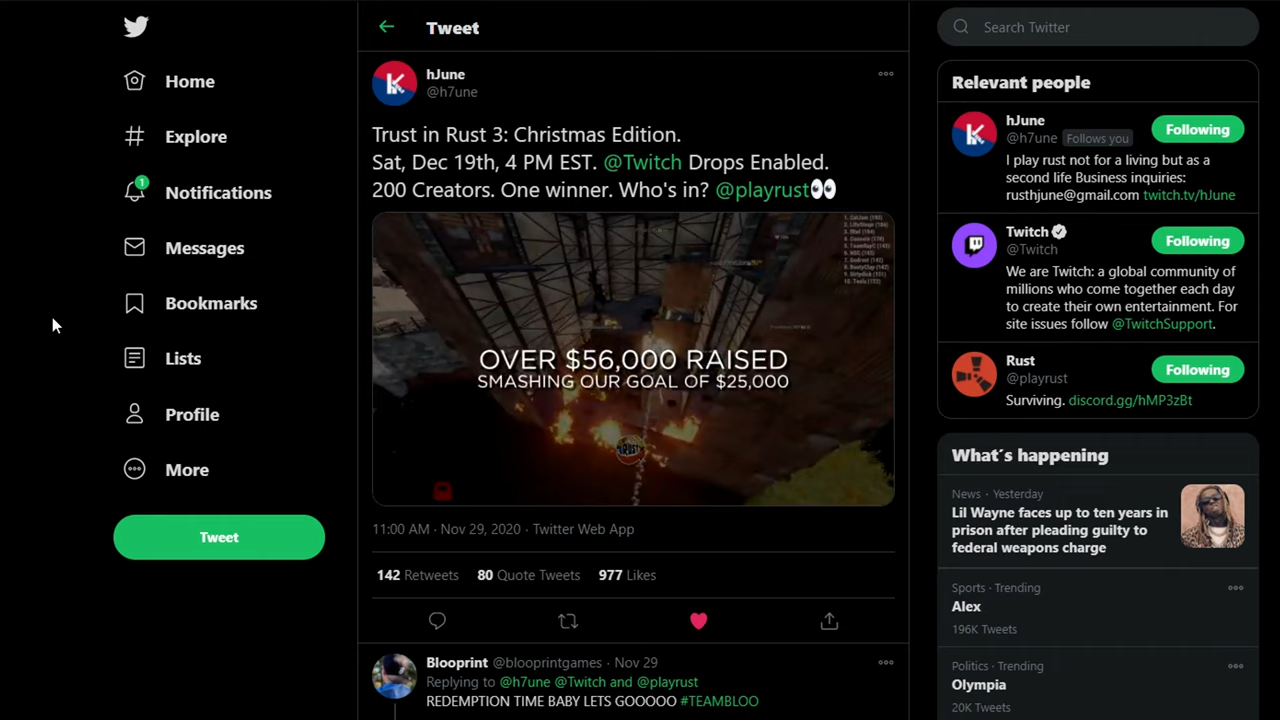 Home
Explore
1
Notifications
Messages
Bookmarks
Lists
Profile
More
Tweet
Tweet
hJune
@h7une
Trust in Rust 3: Christmas Edition.
Sat, Dec 19th, 4 PM EST. @Twitch Drops Enabled.
200 Creators. One winner. Who's in? @playrust👀
OVER $56,000 RAISED
SMASHING OUR GOAL OF $25,000
11:00 AM · Nov 29, 2020 · Twitter Web App
142 Retweets 80 Quote Tweets 977 Likes
Blooprint @blooprintgames · Nov 29
Replying to @h7une @Twitch and @playrust
REDEMPTION TIME BABY LETS GOOOOO #TEAMBLOO
Search Twitter
Relevant people
hJune
@h7une Follows you
Following
I play rust not for a living but as a
second life Business inquiries:
rusthjune@gmail.com twitch.tv/hJune
Twitch
@Twitch
Following
We are Twitch: a global community of
millions who come together each day
to create their own entertainment. For
site issues follow @TwitchSupport.
Rust
@playrust
Following
Surviving. discord.gg/hMP3zBt
What´s happening
News · Yesterday
Lil Wayne faces up to ten years in
prison after pleading guilty to
federal weapons charge
Sports · Trending
Alex
196K Tweets
Politics · Trending
Olympia
20K Tweets